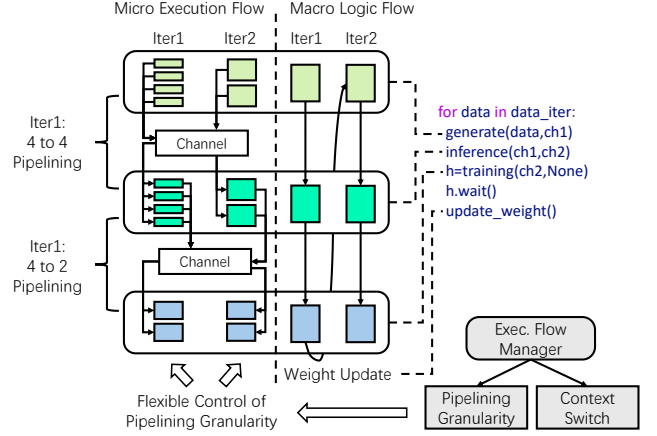 Micro Execution Flow
Macro Logic Flow
Iter1
Iter2
Iter1
Iter2
Iter1:
4 to 4
Pipelining
Channel
Iter1:
4 to 2
Pipelining
Channel
for data in data_iter:
generate(data,ch1)
inference(ch1,ch2)
h=training(ch2,None)
h.wait()
update_weight()
Weight Update
Flexible Control of
Pipelining Granularity
Exec. Flow
Manager
Pipelining
Granularity
Context
Switch